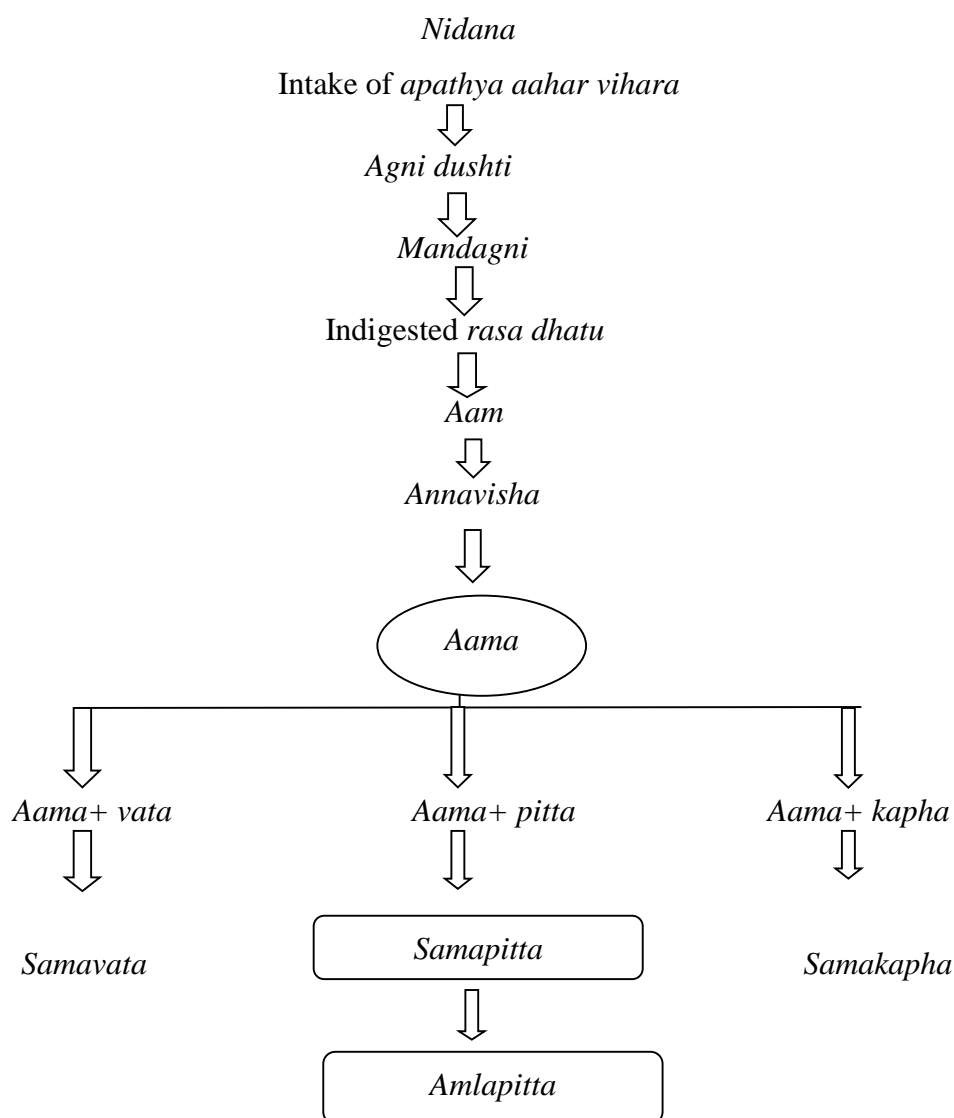 Nidana
Intake of apathya aahar vihara
Agni dushti
Mandagni
Indigested rasa dhatu
Aam
Annavisha
Aama
Aama+ vata
Aama+ pitta
Aama+ kapha
Samavata
Samapitta
Samakapha
Amlapitta